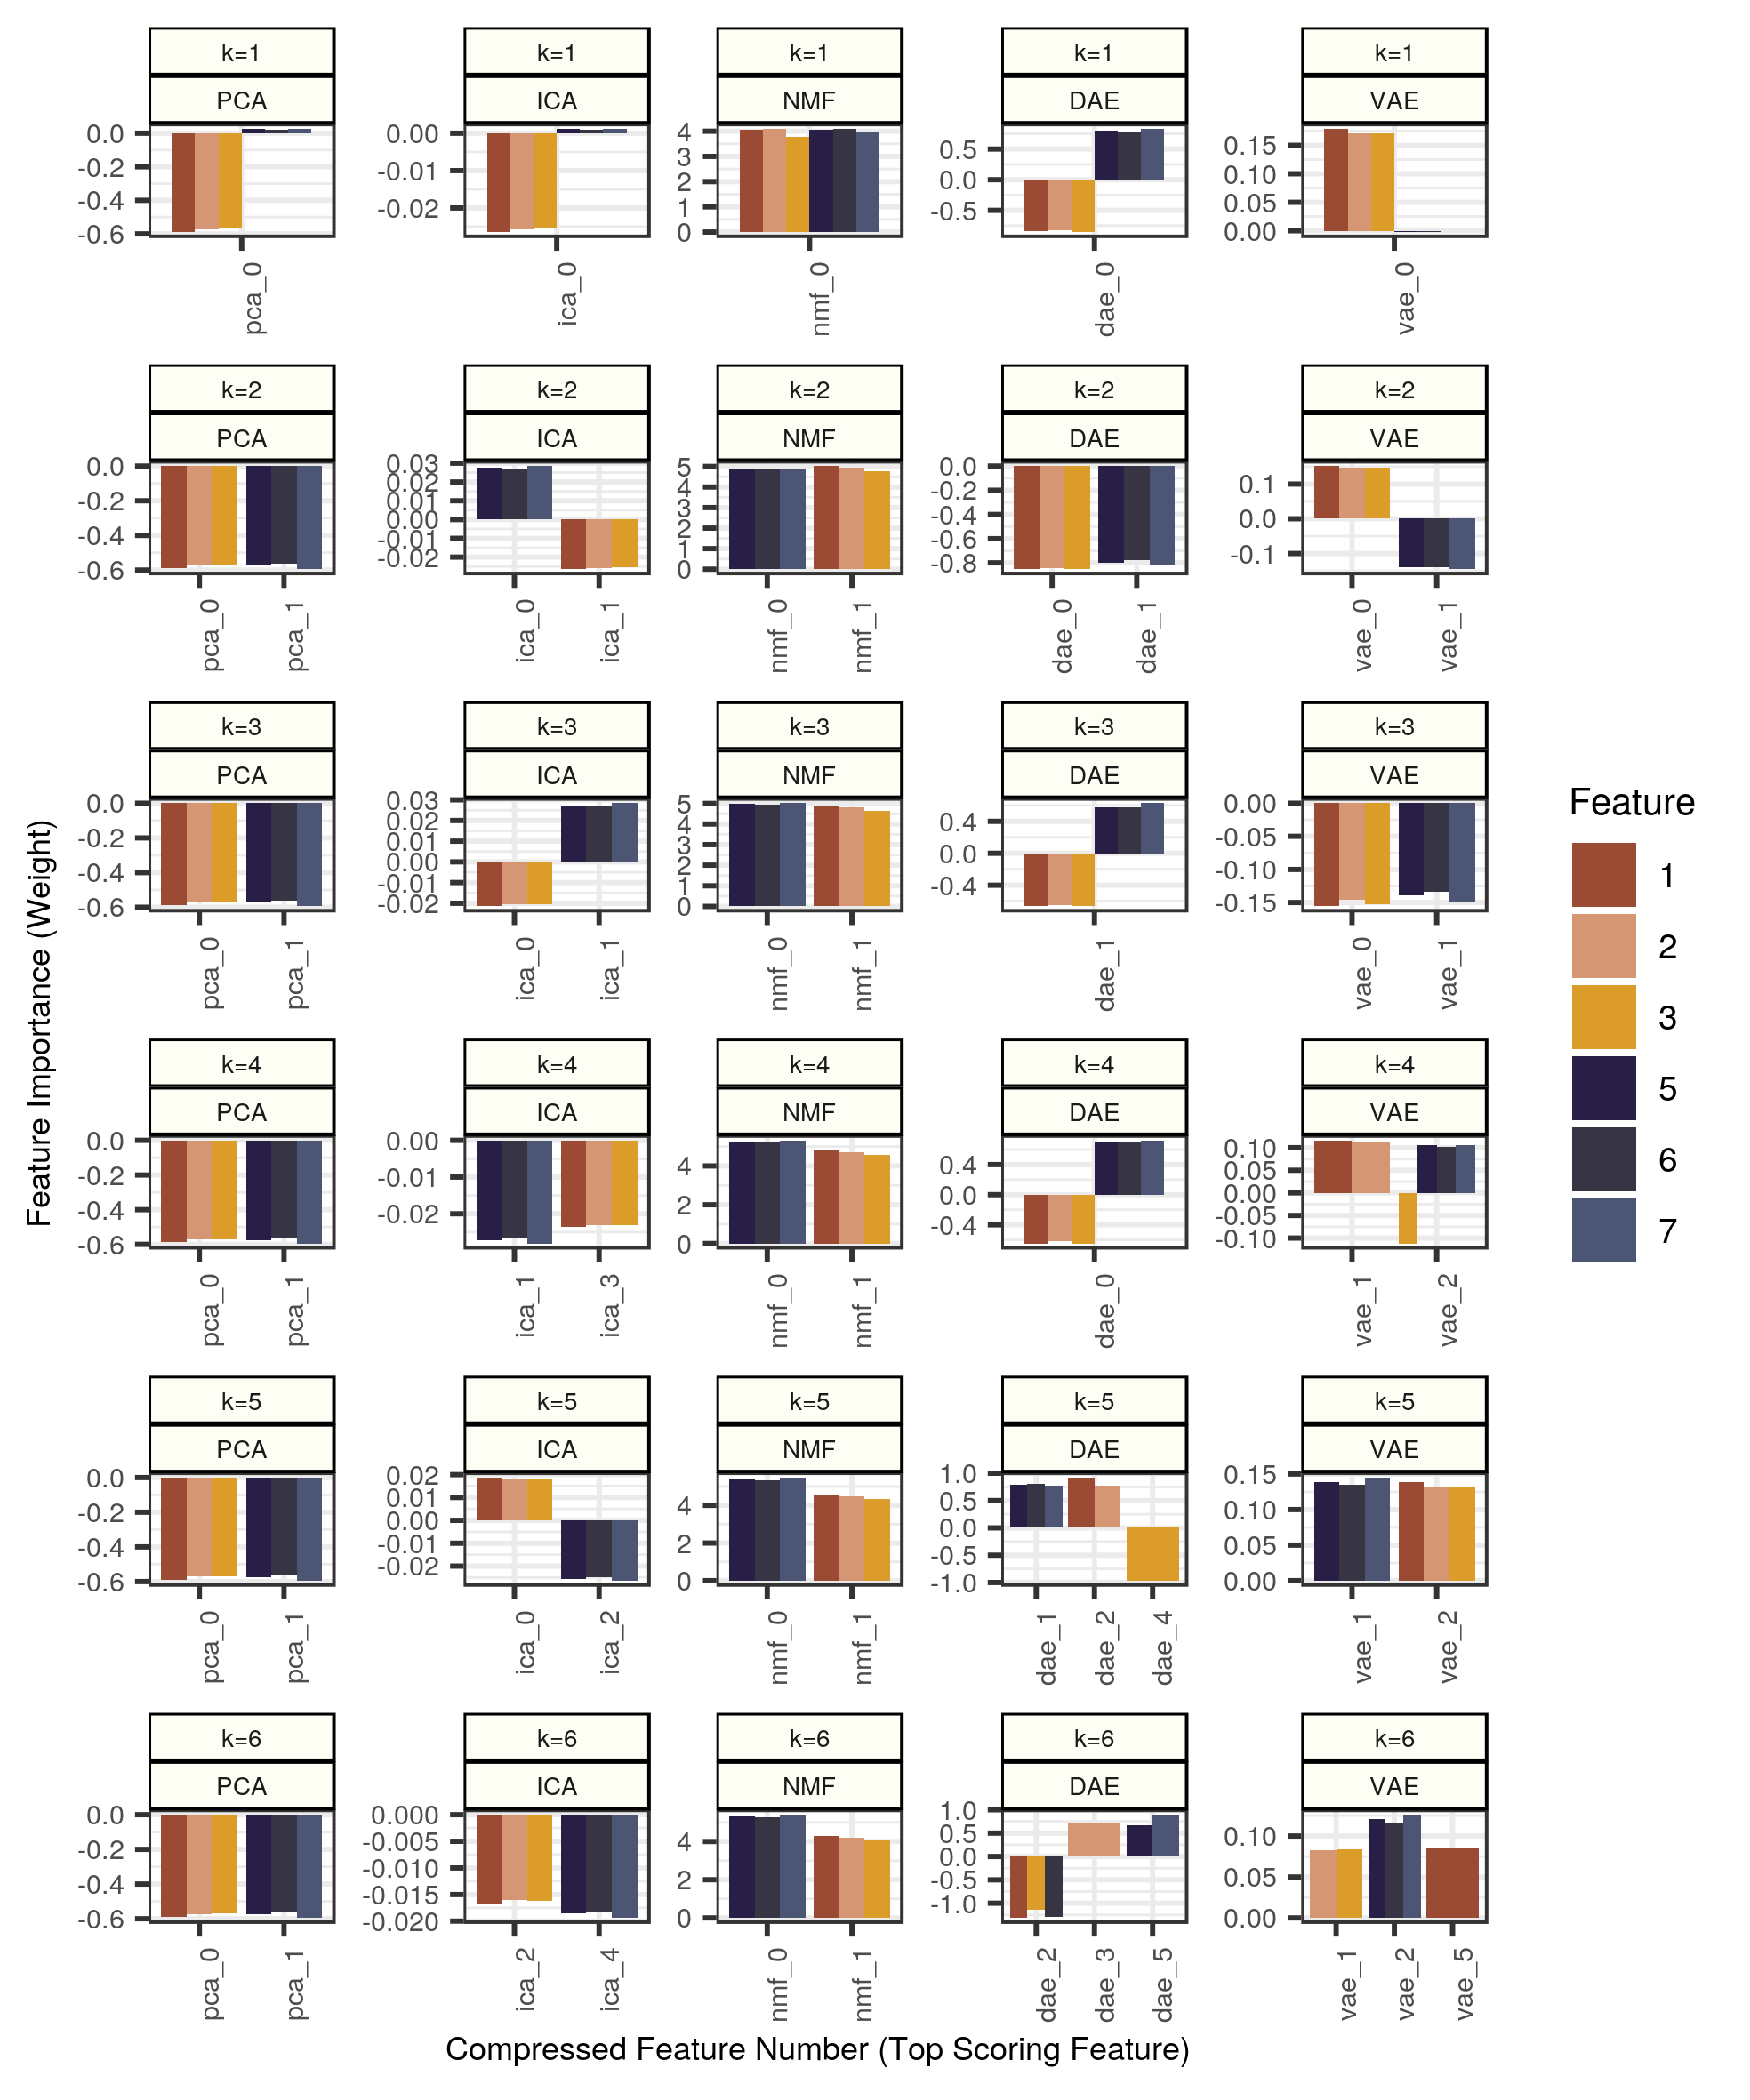 k=1 k=1 k=1 k=1 k=1
PCA ICA NMF DAE VAE
0.0 -0.2 -0.4 -0.6
0.00 -0.01 -0.02
4 3 2 1 0
0.5 0.0 -0.5
0.15 0.10 0.05 0.00
pca_0 ica_0 nmf_0 dae_0 vae_0
k=2 k=2 k=2 k=2 k=2
PCA ICA NMF DAE VAE
0.0 -0.2 -0.4 -0.6
0.03 0.02 0.01 0.00 -0.01 -0.02
5 4 3 2 1 0
0.0 -0.2 -0.4 -0.6 -0.8
0.1 0.0 -0.1
pca_0 pca_1 ica_0 ica_1 nmf_0 nmf_1 dae_0 dae_1 vae_0 vae_1
k=3 k=3 k=3 k=3 k=3
PCA ICA NMF DAE VAE
0.0 -0.2 -0.4 -0.6
0.03 0.02 0.01 0.00 -0.01 -0.02
5 4 3 2 1 0
0.4 0.0 -0.4
0.00 -0.05 -0.10 -0.15
pca_0 pca_1 ica_0 ica_1 nmf_0 nmf_1 dae_1 vae_0 vae_1
k=4 k=4 k=4 k=4 k=4
PCA ICA NMF DAE VAE
0.0 -0.2 -0.4 -0.6
0.00 -0.01 -0.02
4 2 0
0.4 0.0 -0.4
0.10 0.05 0.00 -0.05 -0.10
pca_0 pca_1 ica_1 ica_3 nmf_0 nmf_1 dae_0 vae_1 vae_2
k=5 k=5 k=5 k=5 k=5
PCA ICA NMF DAE VAE
0.0 -0.2 -0.4 -0.6
0.02 0.01 0.00 -0.01 -0.02
4 2 0
1.0 0.5 0.0 -0.5 -1.0
0.15 0.10 0.05 0.00
pca_0 pca_1 ica_0 ica_2 nmf_0 nmf_1 dae_1 dae_2 dae_4 vae_1 vae_2
k=6 k=6 k=6 k=6 k=6
PCA ICA NMF DAE VAE
0.0 -0.2 -0.4 -0.6
0.000 -0.005 -0.010 -0.015 -0.020
4 2 0
1.0 0.5 0.0 -0.5 -1.0
0.10 0.05 0.00
pca_0 pca_1 ica_2 ica_4 nmf_0 nmf_1 dae_2 dae_3 dae_5 vae_1 vae_2 vae_5
Compressed Feature Number (Top Scoring Feature)
Feature Importance (Weight)
Feature
1
2
3
5
6
7